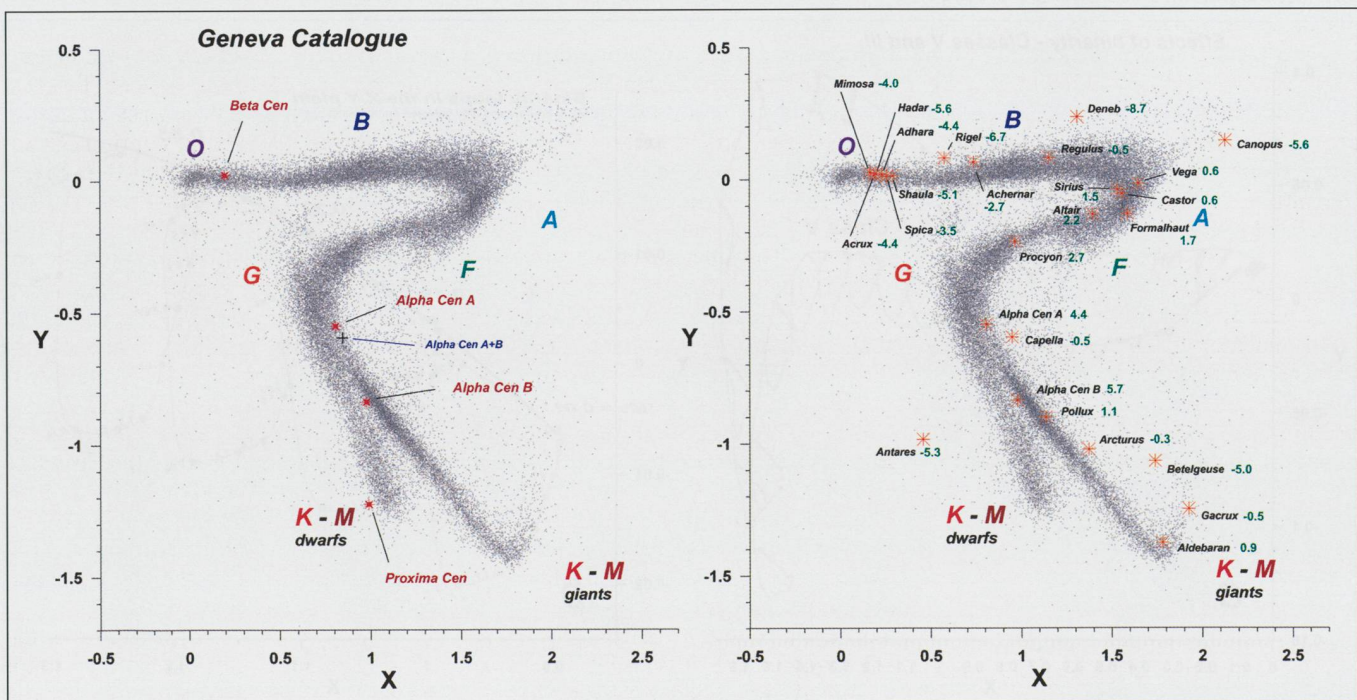 Geneva Catalogue
0.5
0
-0.5
-1
-1.5
Y
-0.5 0 0.5 1 1.5 2 2.5
X
Beta Cen
O
B
A
F
G
Alpha Cen A
Alpha Cen A+B
Alpha Cen B
K - M
dwarfs
Proxima Cen
K - M
giants
0.5
0
-0.5
-1
-1.5
Y
-0.5 0 0.5 1 1.5 2 2.5
X
Mimosa -4.0
Hadar -5.6
Adhara -4.4
Rigel -6.7
B
Deneb -8.7
Canopus -5.6
O
Regulus -0.5
Vega 0.6
Shaula -5.1
Achernar
-2.7
Sirius
1.5
Castor 0.6
Altair
2.2
A
Acrux -4.4
Spica -3.5
Formalhaut
1.7
Procyon 2.7
F
G
Alpha Cen A 4.4
Capella -0.5
Alpha Cen B 5.7
Pollux 1.1
Antares -5.3
Arcturus -0.3
Betelgeuse -5.0
Gacrux -0.5
K - M
dwarfs
Aldebaran 0.9
K - M
giants